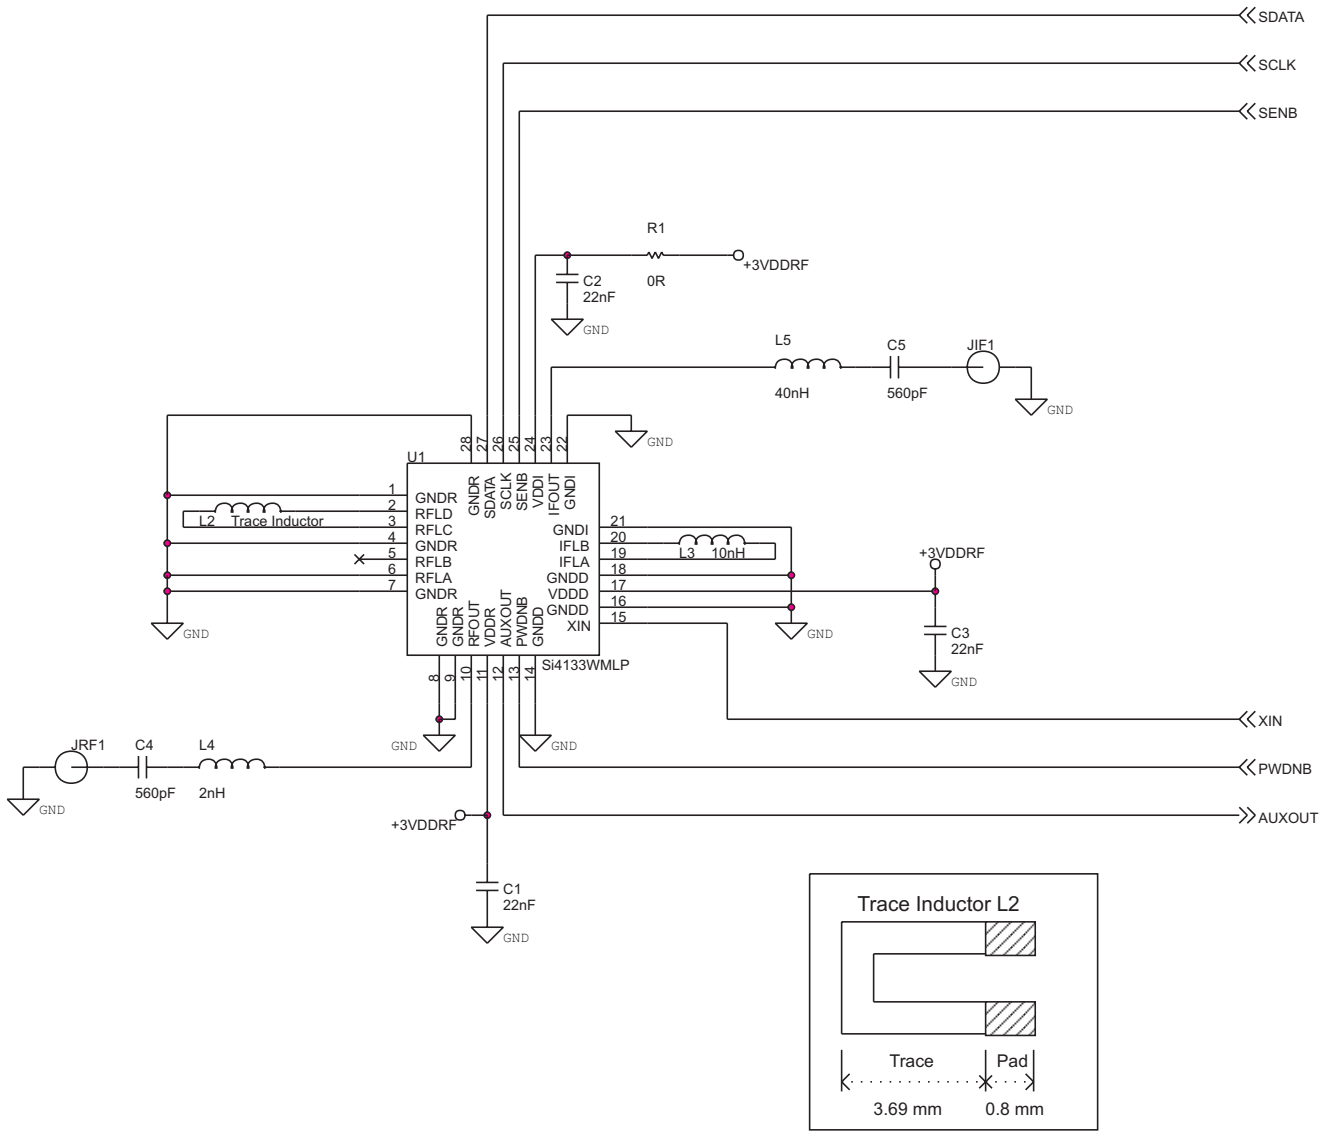 SDATA
SCLK
SENB
R1
+3VDDRF
C2
0R
22nF
GND
L5
C5
JIF1
40nH
560pF
GND
GND
U1
28
27
26
25
24
23
22
GNDR
SDATA
SCLK
SENB
VDDI
IFOUT
GNDI
1
GNDR
2
RFLD
L2 Trace Inductor
3
RFLC
4
GNDR
5
RFLB
6
RFLA
7
GNDR
GND
21
GNDI
20
IFLB
19
IFLA
L3 10nH
18
GNDD
17
VDDD
16
GNDD
15
XIN
GND
+3VDDRF
C3
22nF
GND
GNDR
GNDR
RFOUT
VDDR
AUXOUT
PWDNB
GNDD
Si4133WMLP
8
9
10
11
12
13
14
GND
GND
XIN
JRF1
C4
L4
PWDNB
560pF
2nH
GND
+3VDDRF
AUXOUT
C1
22nF
GND
Trace Inductor L2
Trace Pad
3.69 mm 0.8 mm